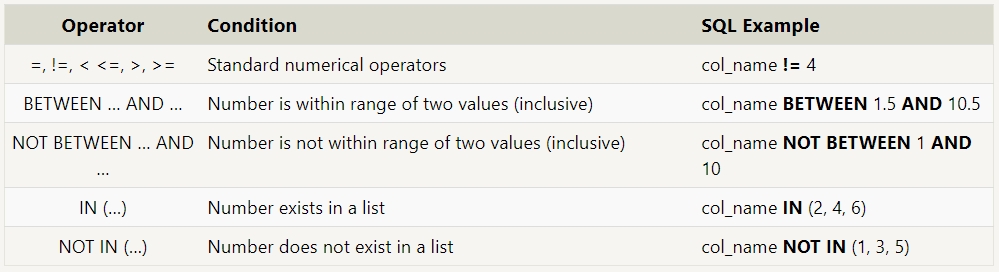 Operator Condition SQL Example
=, !=, < <=, >, >= Standard numerical operators col_name != 4
BETWEEN … AND … Number is within range of two values (inclusive) col_name BETWEEN 1.5 AND 10.5
NOT BETWEEN … AND Number is not within range of two values (inclusive) col_name NOT BETWEEN 1 AND
… 10
IN (…) Number exists in a list col_name IN (2, 4, 6)
NOT IN (…) Number does not exist in a list col_name NOT IN (1, 3, 5)